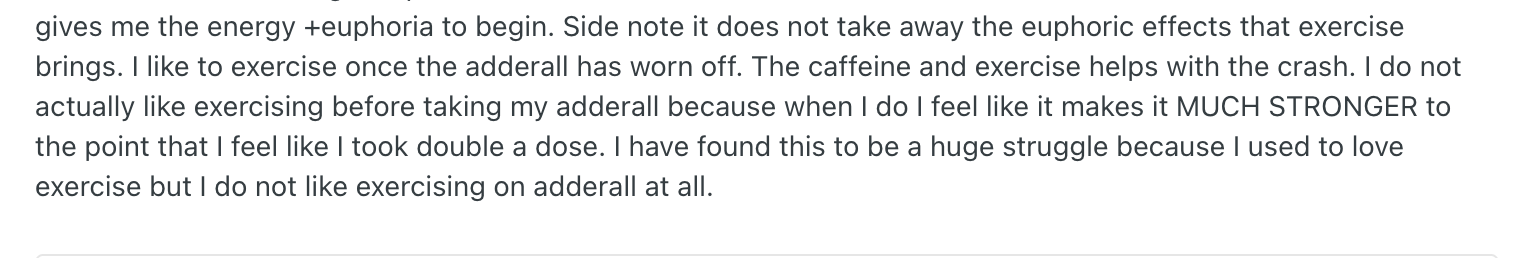 gives me the energy +euphoria to begin. Side note it does not take away the euphoric effects that exercise
brings. I like to exercise once the adderall has worn off. The caffeine and exercise helps with the crash. I do not
actually like exercising before taking my adderall because when I do I feel like it makes it MUCH STRONGER to
the point that I feel like I took double a dose. I have found this to be a huge struggle because I used to love
exercise but I do not like exercising on adderall at all.